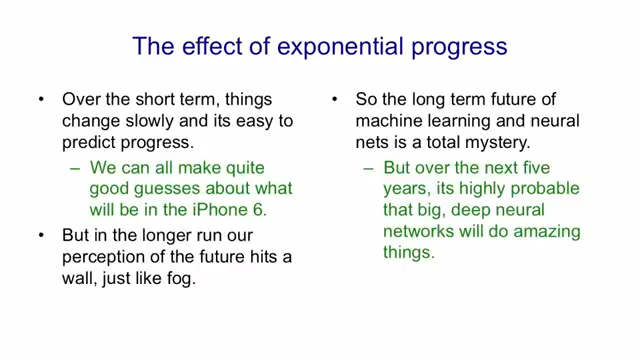 The effect of exponential progress
• Over the short term, things
change slowly and its easy to
predict progress.
– We can all make quite
good guesses about what
will be in the iPhone 6.
• But in the longer run our
perception of the future hits a
wall, just like fog.
• So the long term future of
machine learning and neural
nets is a total mystery.
– But over the next five
years, its highly probable
that big, deep neural
networks will do amazing
things.